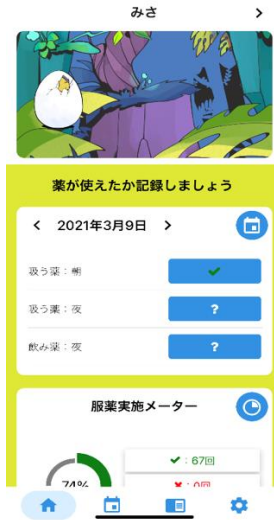 みさ
薬が使えたか記録しましょう
2021年3月9日
吸う薬：朝
吸う薬：夜
?
飲み薬：夜
?
服薬実施メーター
74%
✔：67回
✘：0回